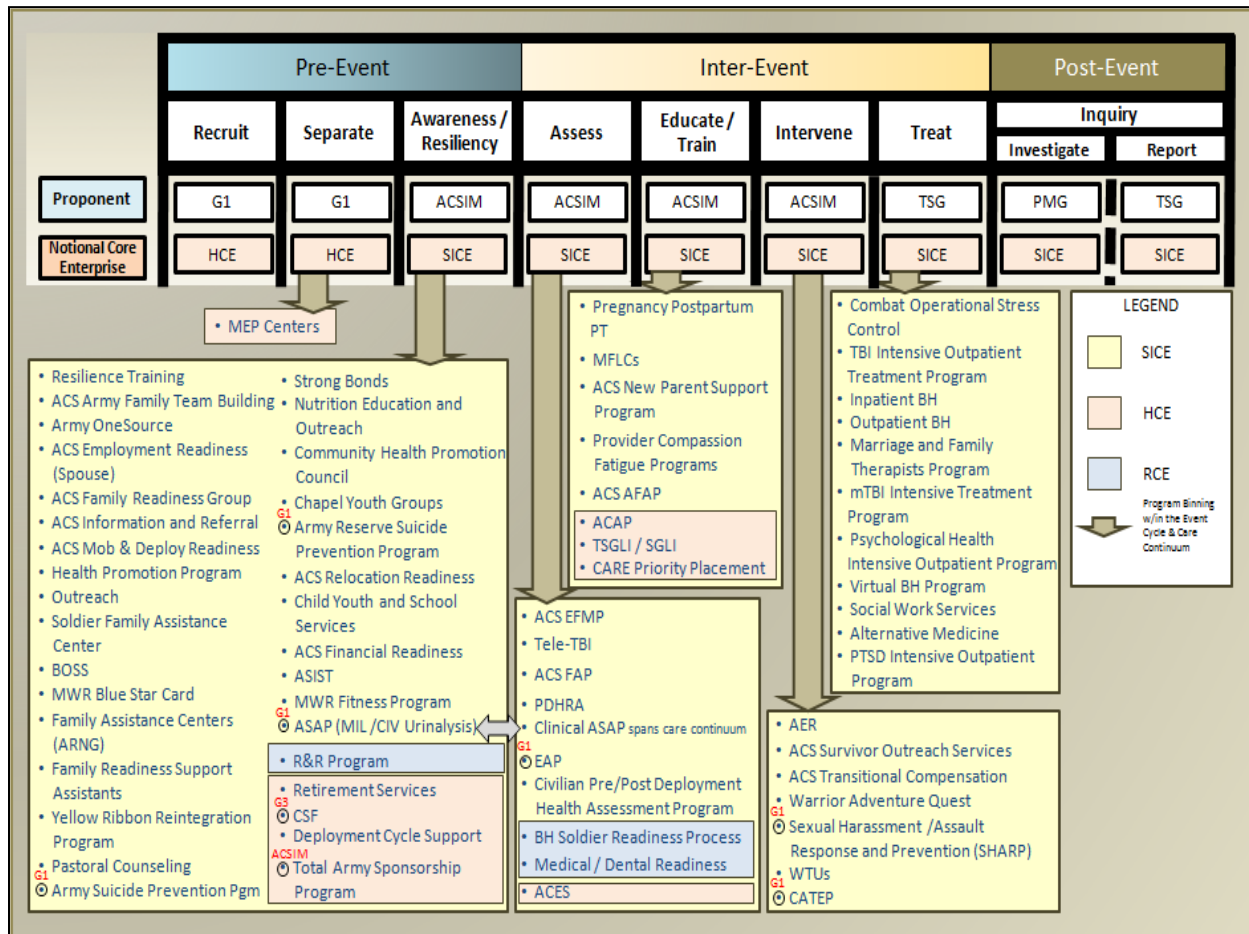 Pre-Event
Inter-Event
Post-Event
Recruit
Separate
Awareness /
Resiliency
Assess
Educate /
Train
Intervene
Treat
Inquiry
Investigate
Report
Proponent
G1
G1
ACSIM
ACSIM
ACSIM
ACSIM
TSG
PMG
TSG
Notional Core
Enterprise
HCE
HCE
SICE
SICE
SICE
SICE
SICE
SICE
SICE
• MEP Centers
• Resilience Training
• ACS Army Family Team Building
• Army OneSource
• ACS Employment Readiness
(Spouse)
• ACS Family Readiness Group
• ACS Information and Referral
• ACS Mob & Deploy Readiness
• Health Promotion Program
• Outreach
• Soldier Family Assistance
Center
• BOSS
• MWR Blue Star Card
• Family Assistance Centers
(ARNG)
• Family Readiness Support
Assistants
• Yellow Ribbon Reintegration
Program
• Pastoral Counseling
G1
Army Suicide Prevention Pgm
• Strong Bonds
• Nutrition Education and
Outreach
• Community Health Promotion
Council
• Chapel Youth Groups
G1
Army Reserve Suicide
Prevention Program
• ACS Relocation Readiness
• Child Youth and School
Services
• ACS Financial Readiness
• ASIST
• MWR Fitness Program
G1
ASAP (MIL /CIV Urinalysis)
• R&R Program
• Retirement Services
G3
CSF
• Deployment Cycle Support
ACSIM
Total Army Sponsorship
Program
• Pregnancy Postpartum
PT
• MFLCs
• ACS New Parent Support
Program
• Provider Compassion
Fatigue Programs
• ACS AFAP
• ACAP
• TSGLI / SGLI
• CARE Priority Placement
• ACS EFMP
• Tele-TBI
• ACS FAP
• PDHRA
• Clinical ASAP spans care continuum
G1
EAP
• Civilian Pre/Post Deployment
Health Assessment Program
• BH Soldier Readiness Process
• Medical / Dental Readiness
• ACES
• Combat Operational Stress
Control
• TBI Intensive Outpatient
Treatment Program
• Inpatient BH
• Outpatient BH
• Marriage and Family
Therapists Program
• mTBI Intensive Treatment
Program
• Psychological Health
Intensive Outpatient Program
• Virtual BH Program
• Social Work Services
• Alternative Medicine
• PTSD Intensive Outpatient
Program
• AER
• ACS Survivor Outreach Services
• ACS Transitional Compensation
• Warrior Adventure Quest
G1
Sexual Harassment /Assault
Response and Prevention (SHARP)
• WTUs
G1
CATEP
LEGEND
SICE
HCE
RCE
Program Binning
w/in the Event
Cycle & Care
Continuum